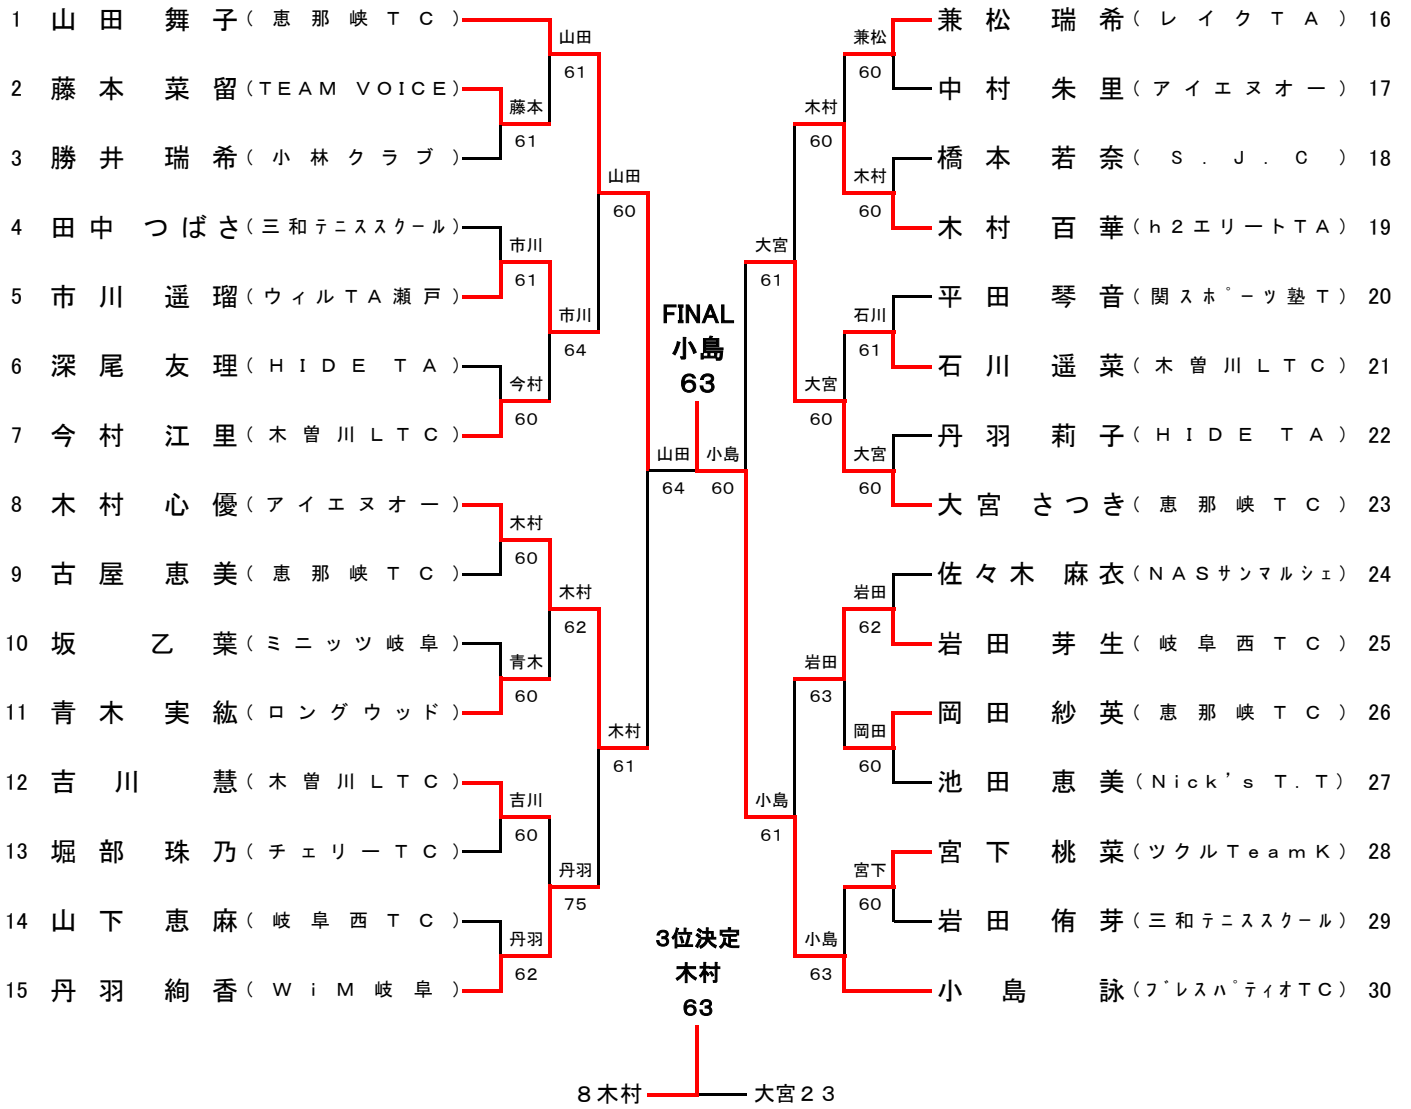 1 山田 舞子 (恵那峡TC)
2 藤本 菜留 (TEAM VOICE)
3 勝井 瑞希 (小林クラブ)
4 田中 つばさ (三和テニススクール)
5 市川 遥瑠 (ウィルTA瀬戸)
6 深尾 友理 (HIDE TA)
7 今村 江里 (木曽川LTC)
8 木村 心優 (アイエヌオー)
9 古屋 恵美 (恵那峡TC)
10 坂 乙葉 (ミニッツ岐阜)
11 青木 実紘 (ロングウッド)
12 吉川 慧 (木曽川LTC)
13 堀部 珠乃 (チェリーTC)
14 山下 恵麻 (岐阜西TC)
15 丹羽 絢香 (WiM岐阜)
山田
61
藤本
61
市川
61
今村
60
木村
60
青木
60
吉川
60
丹羽
62
市川
64
木村
62
丹羽
75
山田
60
木村
61
山田
64
FINAL
小島
63
小島
60
大宮
61
小島
61
木村
60
大宮
60
岩田
63
小島
63
兼松
60
木村
60
石川
61
大宮
60
岩田
62
岡田
60
宮下
60
兼松 瑞希 (レイクTA) 16
中村 朱里 (アイエヌオー) 17
橋本 若奈 (S.J.C) 18
木村 百華 (h2エリートTA) 19
平田 琴音 (関スポーツ塾T) 20
石川 遥菜 (木曽川LTC) 21
丹羽 莉子 (HIDE TA) 22
大宮 さつき (恵那峡TC) 23
佐々木 麻衣 (NASサンマルシェ) 24
岩田 芽生 (岐阜西TC) 25
岡田 紗英 (恵那峡TC) 26
池田 恵美 (Nick's T.T) 27
宮下 桃菜 (ツクルTeamK) 28
岩田 侑芽 (三和テニススクール) 29
小島 詠 (ブレスパティオTC) 30
3位決定
木村
63
8木村
大宮23